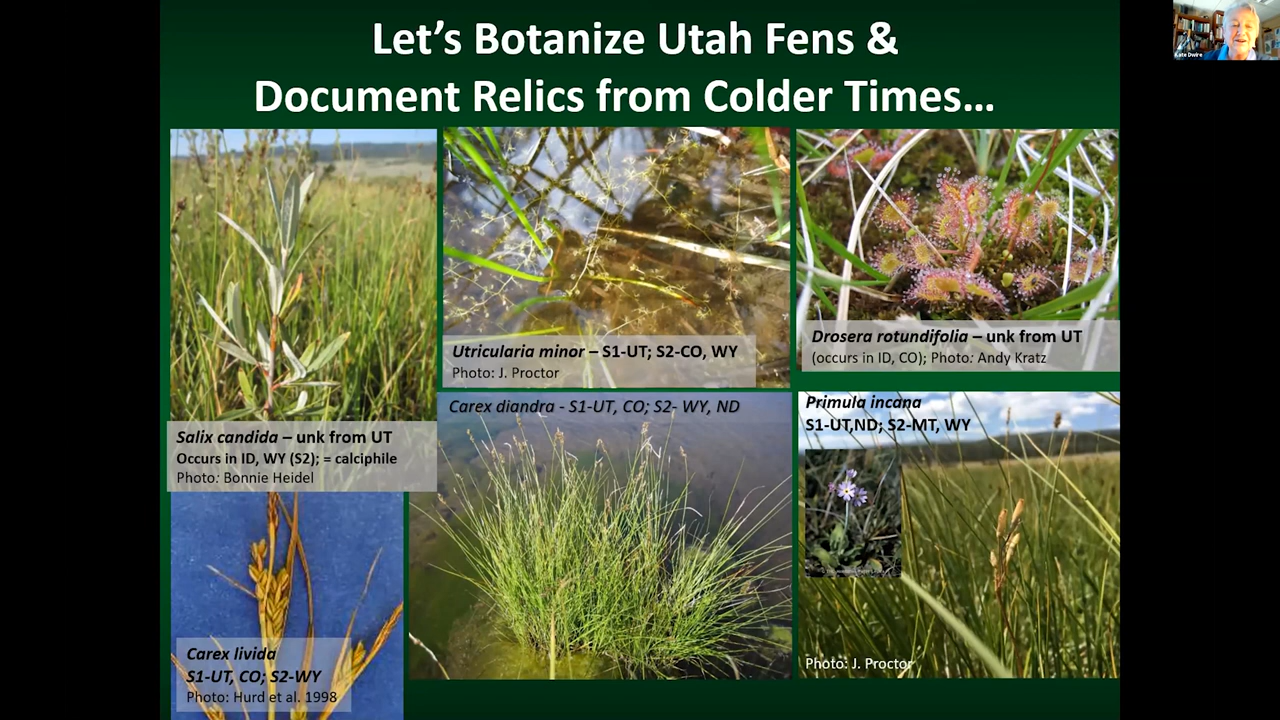 Let's Botanize Utah Fens &
Document Relics from Colder Times...
Kate Dwire
Salix candida – unk from UT
Occurs in ID, WY (S2); = calciphile
Photo: Bonnie Heidel
Utricularia minor – S1-UT; S2-CO, WY
Photo: J. Proctor
Drosera rotundifolia – unk from UT
(occurs in ID, CO); Photo: Andy Kratz
Carex livida
S1-UT, CO; S2-WY
Photo: Hurd et al. 1998
Carex diandra - S1-UT, CO; S2- WY, ND
Primula incana
S1-UT,ND; S2-MT, WY
Photo: J. Proctor